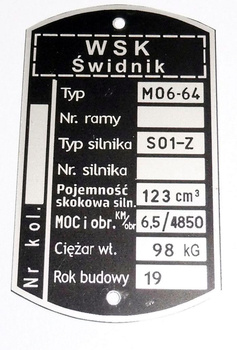 WSK
Świdnik
Typ M06-64
Nr. ramy
Typ silnika S01-Z
Nr. silnika
Pojemność
skokowa siln. 123 cm³
MOC i obr. KM/obr 6,5/4850
Ciężar wł. 98 KG
Rok budowy 19
Nr kol.